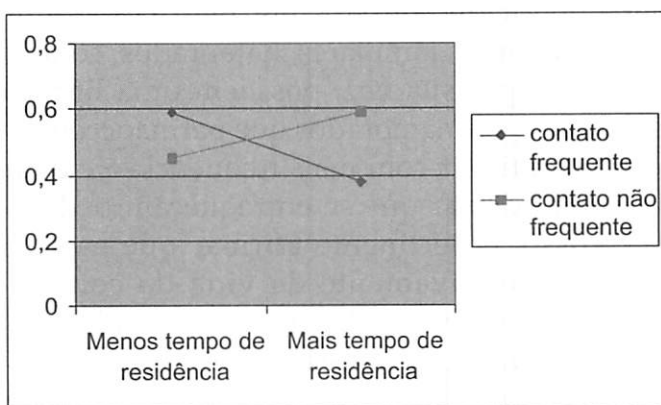 0,8
0,6
0,4
0,2
0
Menos tempo de
residência
Mais tempo de
residência
contato
frequente
contato não
frequente